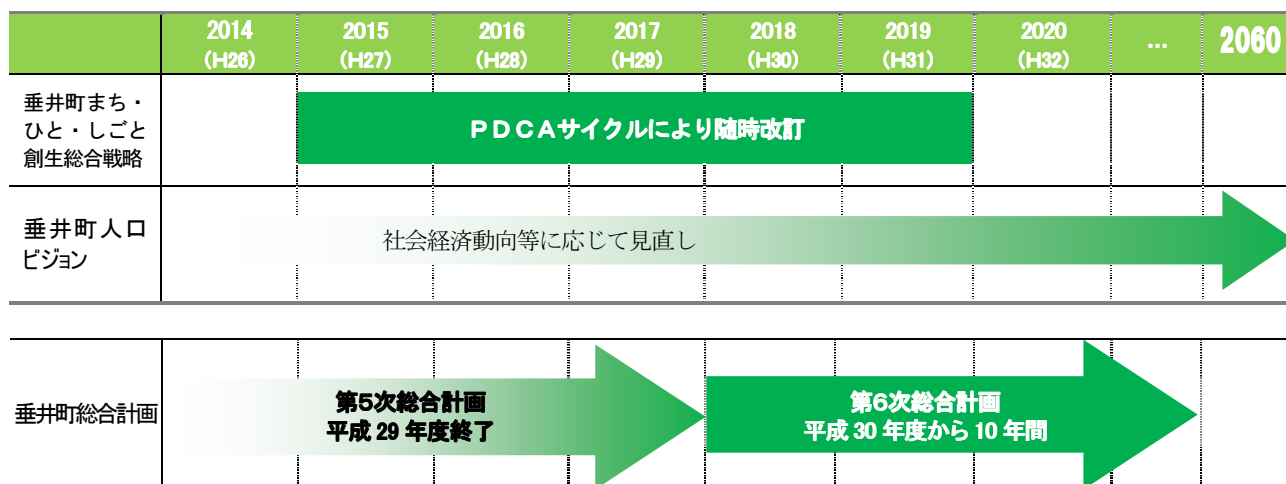 2014 2015 2016 2017 2018 2019 2020 … 2060
(H26) (H27) (H28) (H29) (H30) (H31) (H32)
垂井町まち・
ひと・しごと
創生総合戦略
PDCAサイクルにより随時改訂
垂井町人口
ビジョン
社会経済動向等に応じて見直し
垂井町総合計画
第5次総合計画
平成 29 年度終了
第6次総合計画
平成 30 年度から 10 年間